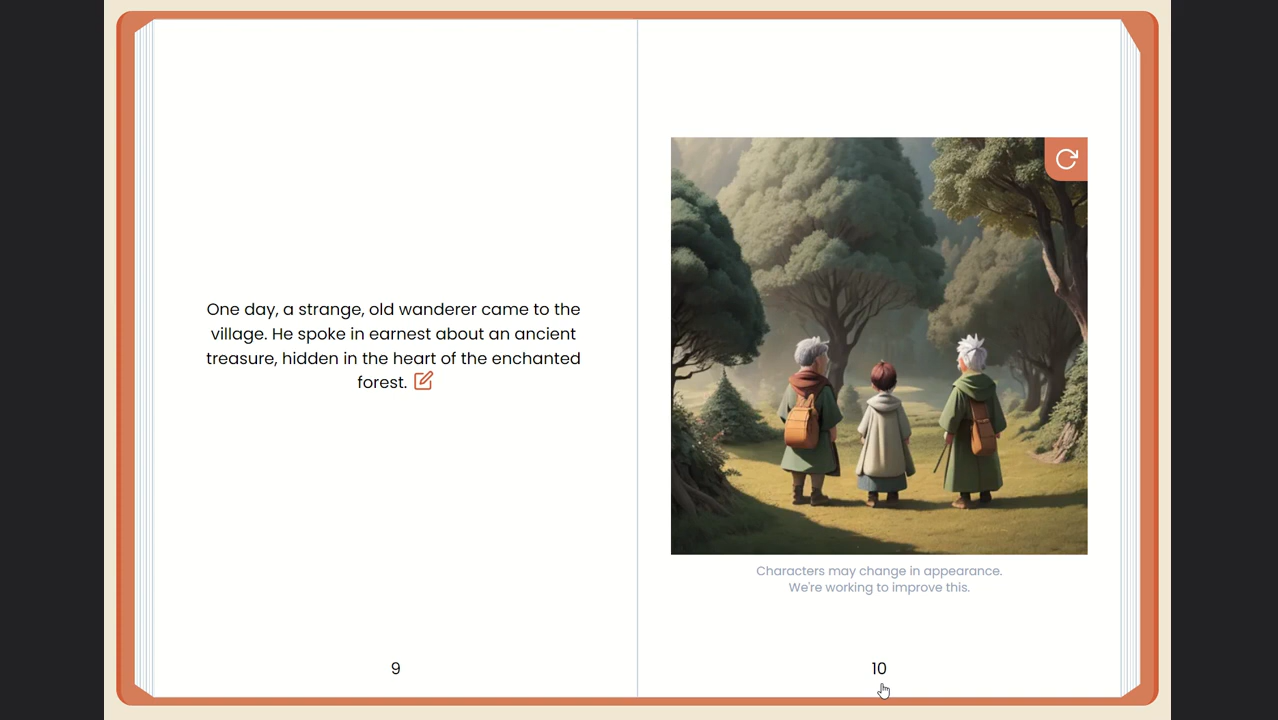 One day, a strange, old wanderer came to the
village. He spoke in earnest about an ancient
treasure, hidden in the heart of the enchanted
forest.
9
Characters may change in appearance.
We're working to improve this.
10